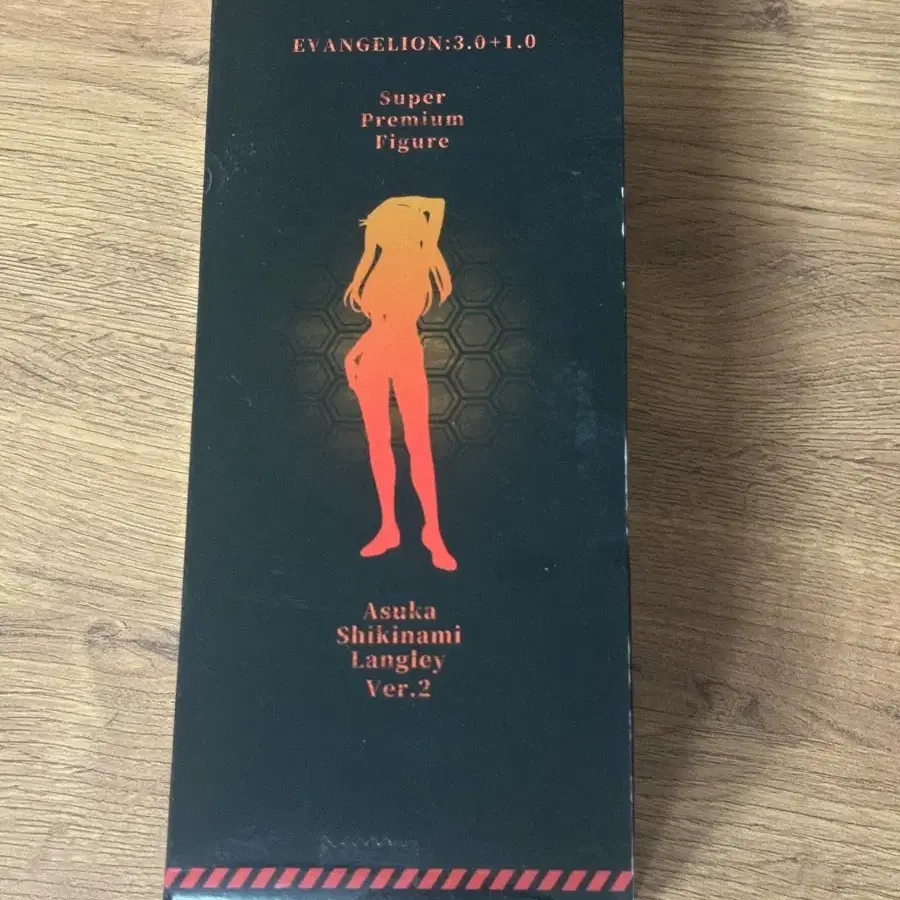 EVANGELION:3.0+1.0
Super
Premium
Figure
Asuka
Shikinami
Langley
Ver.2